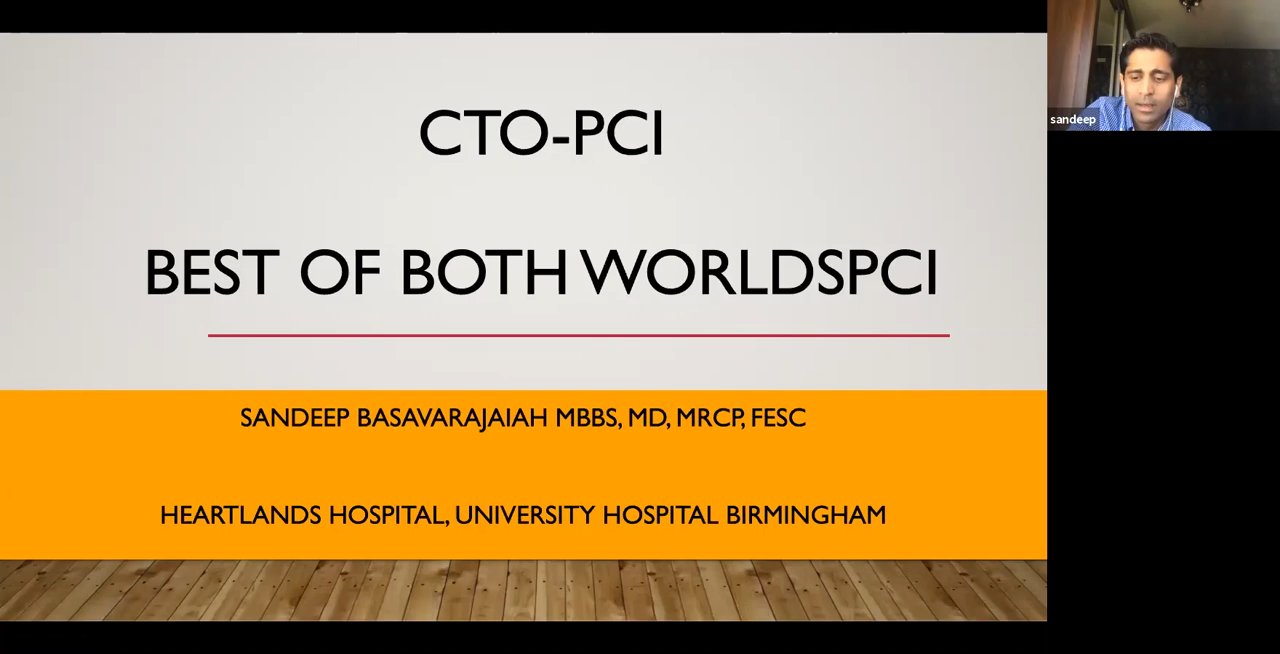 CTO-PCI
BEST OF BOTH WORLDSPCI
SANDEEP BASAVARAJAIAH MBBS, MD, MRCP, FESC
HEARTLANDS HOSPITAL, UNIVERSITY HOSPITAL BIRMINGHAM
sandeep